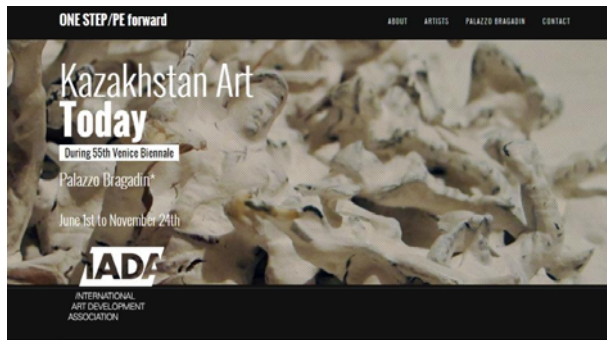 ONE STEP/PE forward
ABOUT ARTISTS PALAZZO BRAGADIN CONTACT
Kazakhstan Art
Today
During 55th Venice Biennale
Palazzo Bragadin*
June 1st to November 24th
IADA
INTERNATIONAL
ART DEVELOPMENT
ASSOCIATION